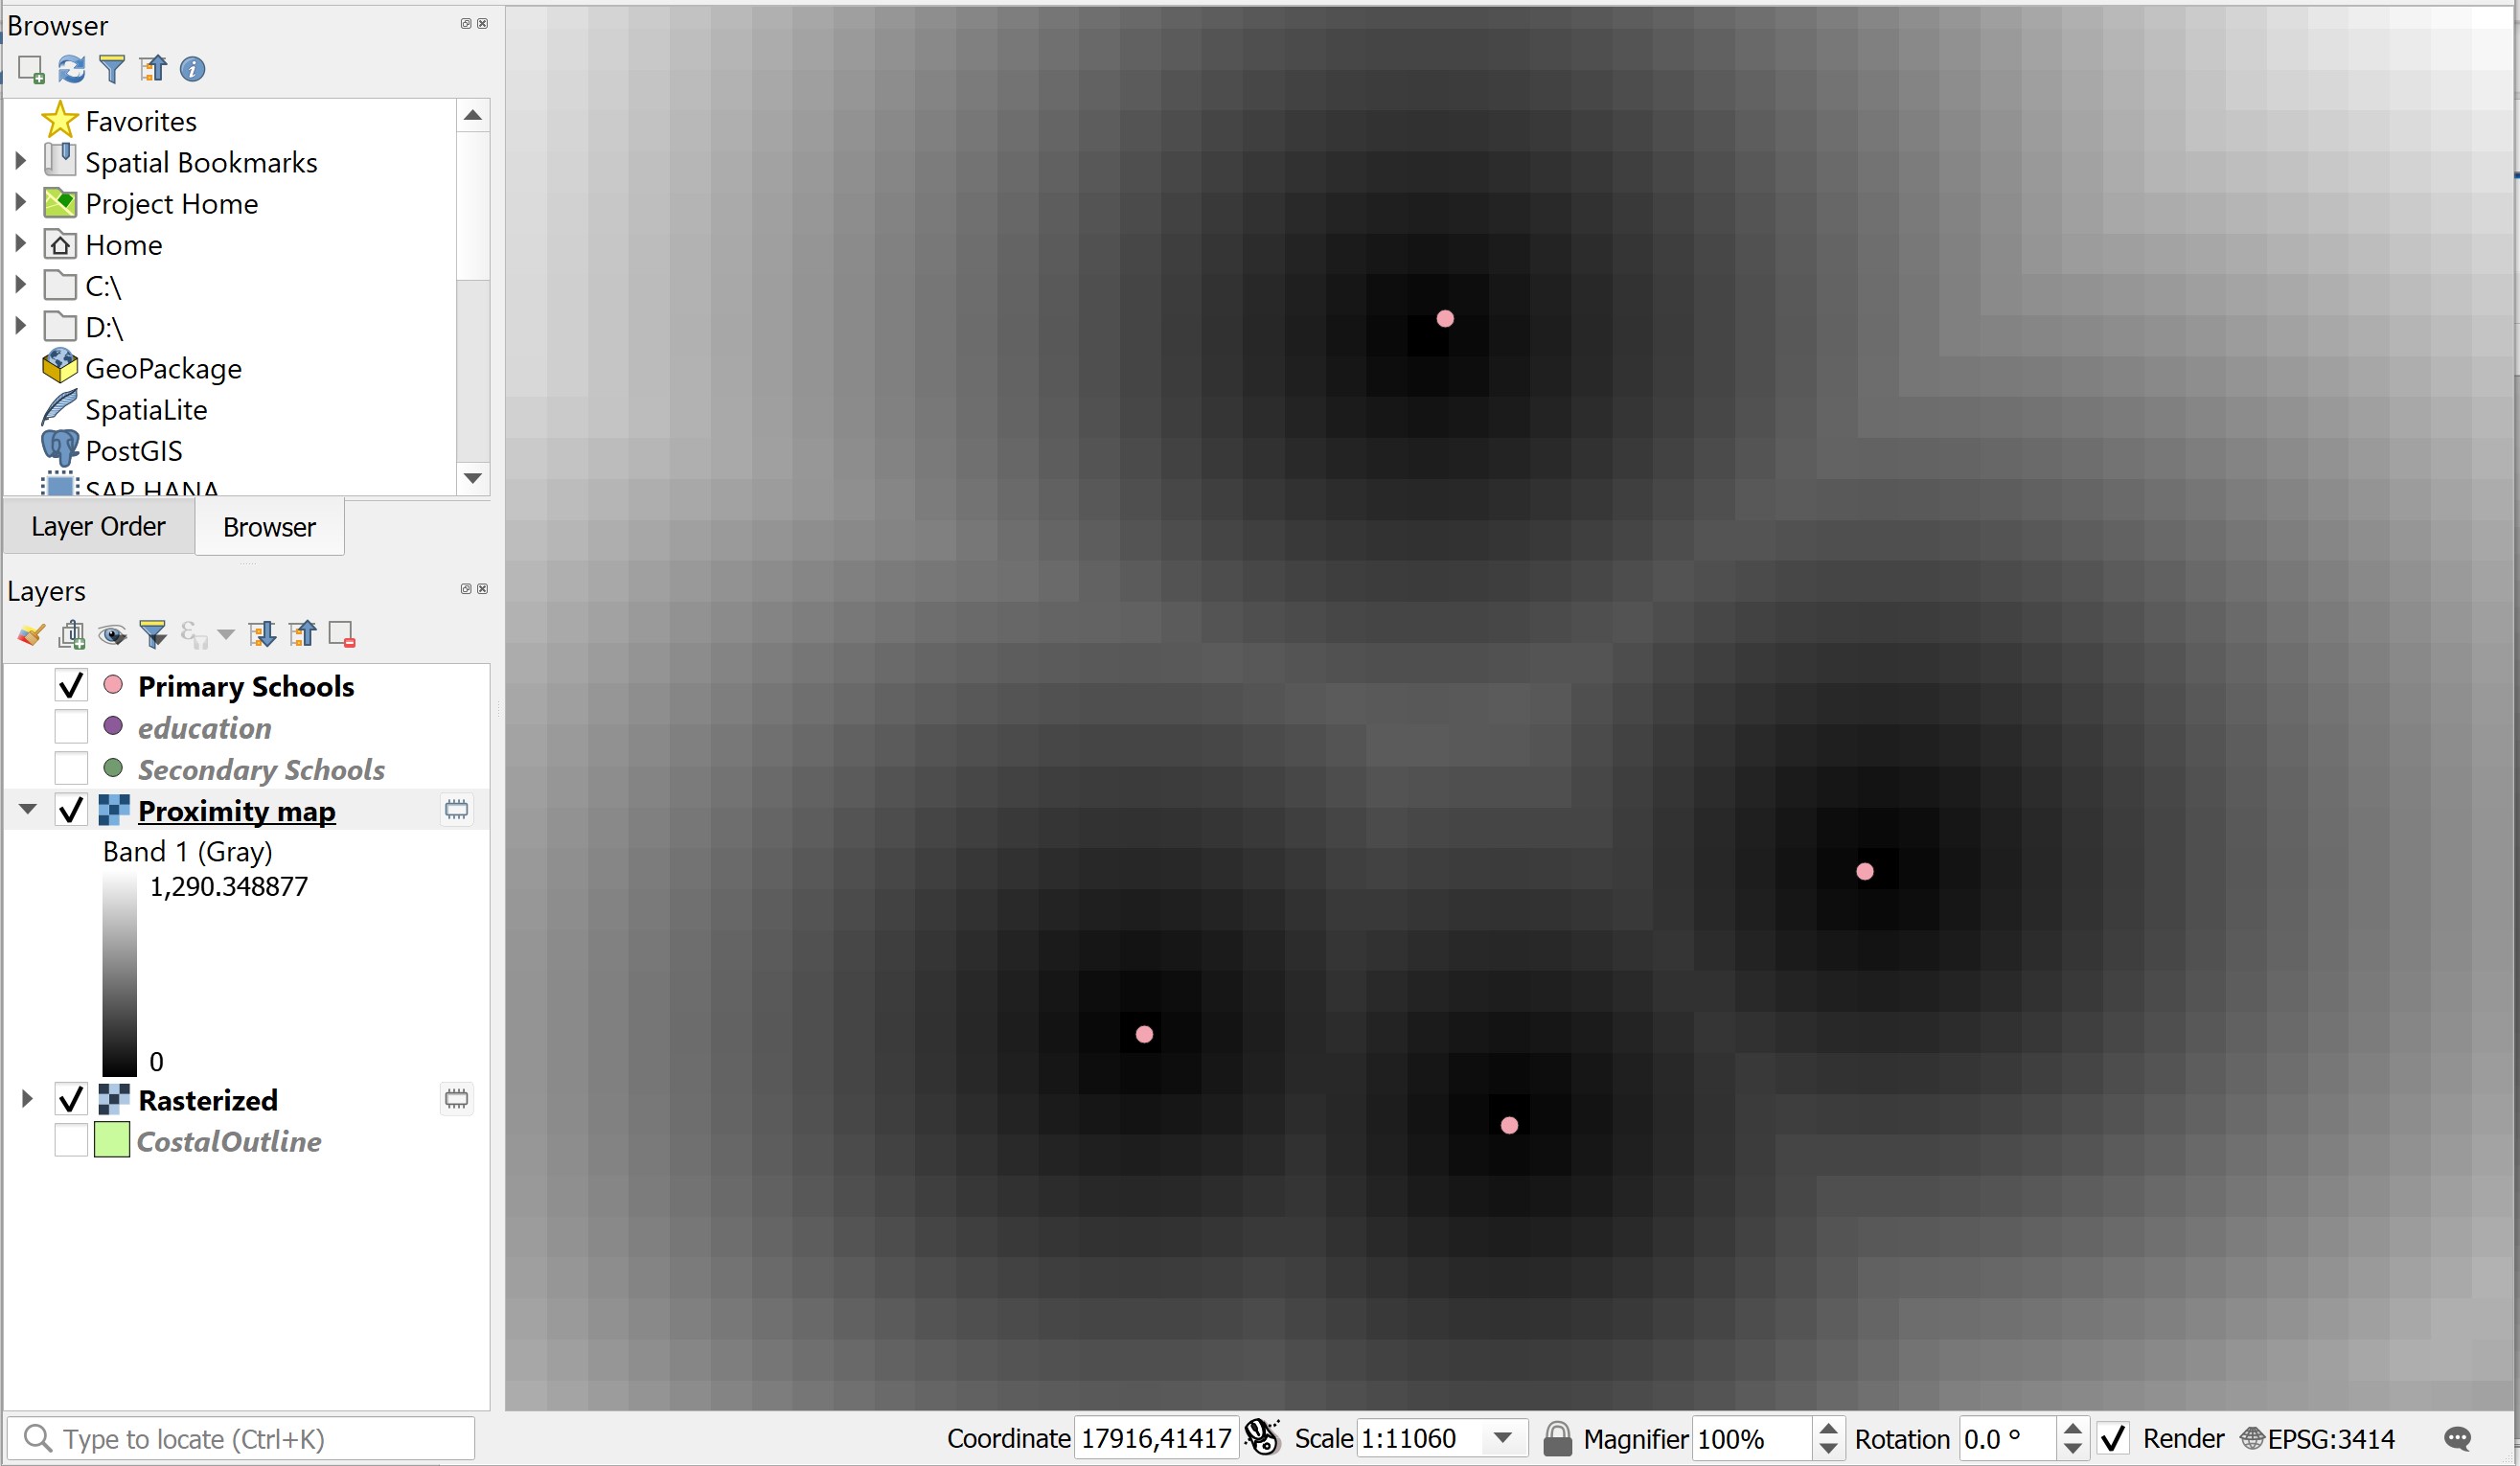 Browser
Favorites
Spatial Bookmarks
Project Home
Home
C:\
D:\
GeoPackage
SpatiaLite
PostGIS
SAP HANA
Layer Order Browser
Layers
Primary Schools
education
Secondary Schools
Proximity map
Band 1 (Gray)
1,290.348877
0
Rasterized
CostalOutline
Type to locate (Ctrl+K) Coordinate 17916,41417 Scale 1:11060 Magnifier 100% Rotation 0.0 ° Render EPSG:3414